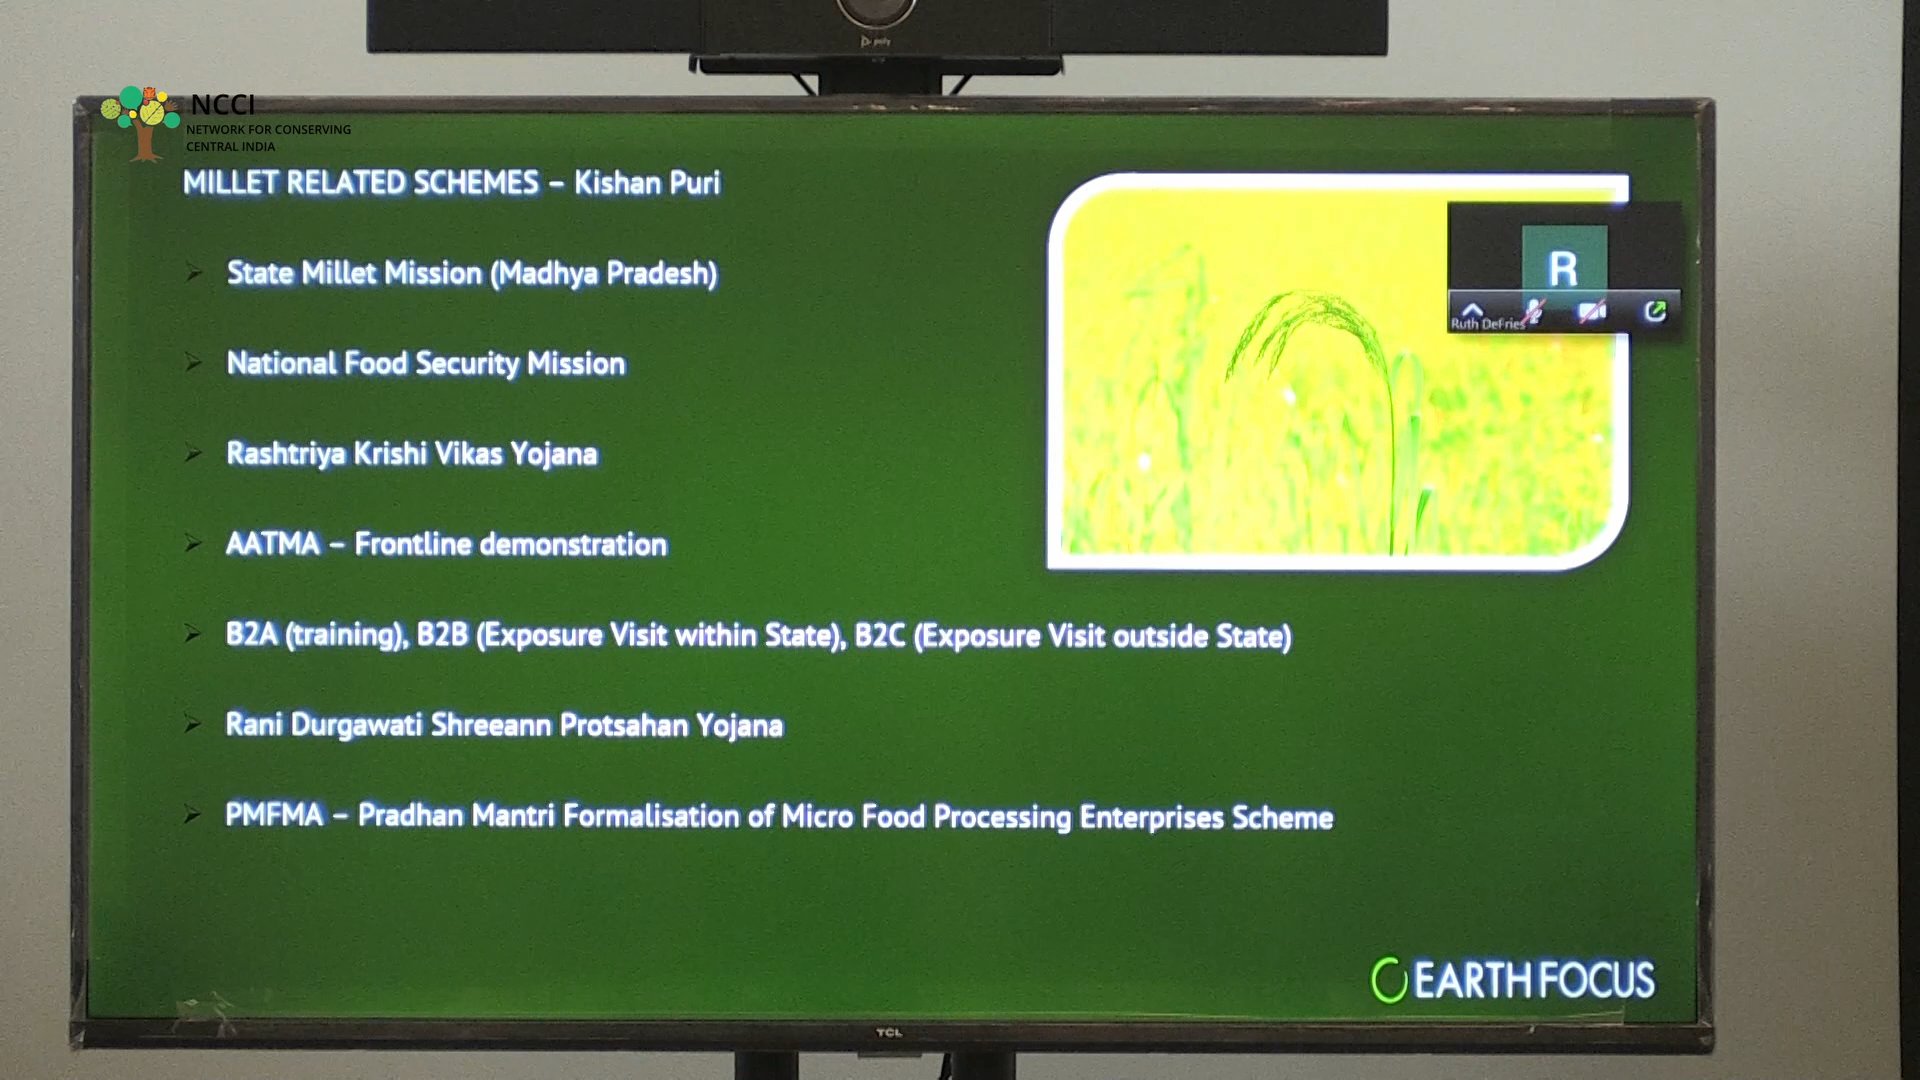 poly
NCCI
NETWORK FOR CONSERVING
CENTRAL INDIA
MILLET RELATED SCHEMES – Kishan Puri
State Millet Mission (Madhya Pradesh)
National Food Security Mission
Rashtriya Krishi Vikas Yojana
AATMA – Frontline demonstration
B2A (training), B2B (Exposure Visit within State), B2C (Exposure Visit outside State)
Rani Durgawati Shreeann Protsahan Yojana
PMFMA – Pradhan Mantri Formalisation of Micro Food Processing Enterprises Scheme
R
Ruth DeFries
EARTH FOCUS
TCL